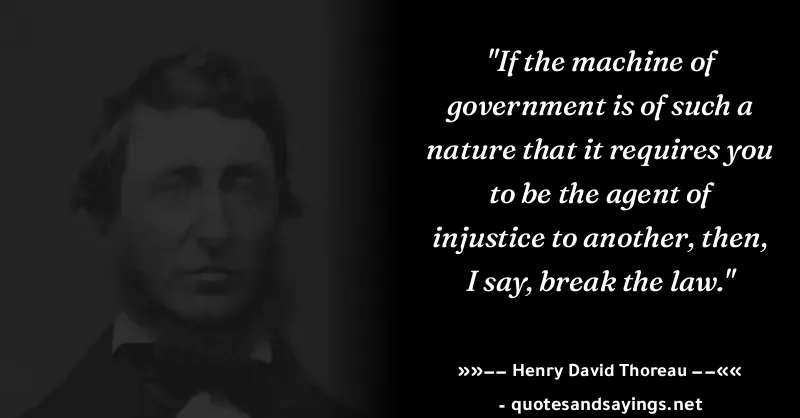 "If the machine of
government is of such a
nature that it requires you
to be the agent of
injustice to another, then,
I say, break the law."
»»−− Henry David Thoreau −−««
- quotesandsayings.net